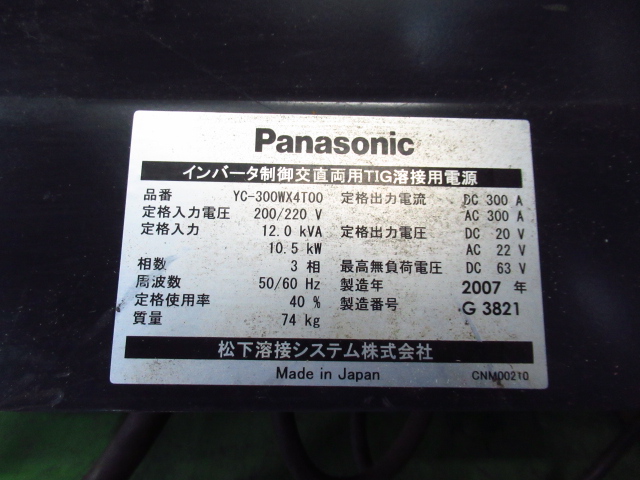 Panasonic
インバータ制御交直両用TIG溶接用電源
品番 YC-300WX4T00 定格出力電流 DC 300 A
定格入力電圧 200/220 V AC 300 A
定格入力 12.0 kVA 定格出力電圧 DC 20 V
10.5 kW AC 22 V
相数 3 相 最高無負荷電圧 DC 63 V
周波数 50/60 Hz 製造年 2007 年
定格使用率 40 % 製造番号 G 3821
質量 74 kg
松下溶接システム株式会社
Made in Japan CNM00210